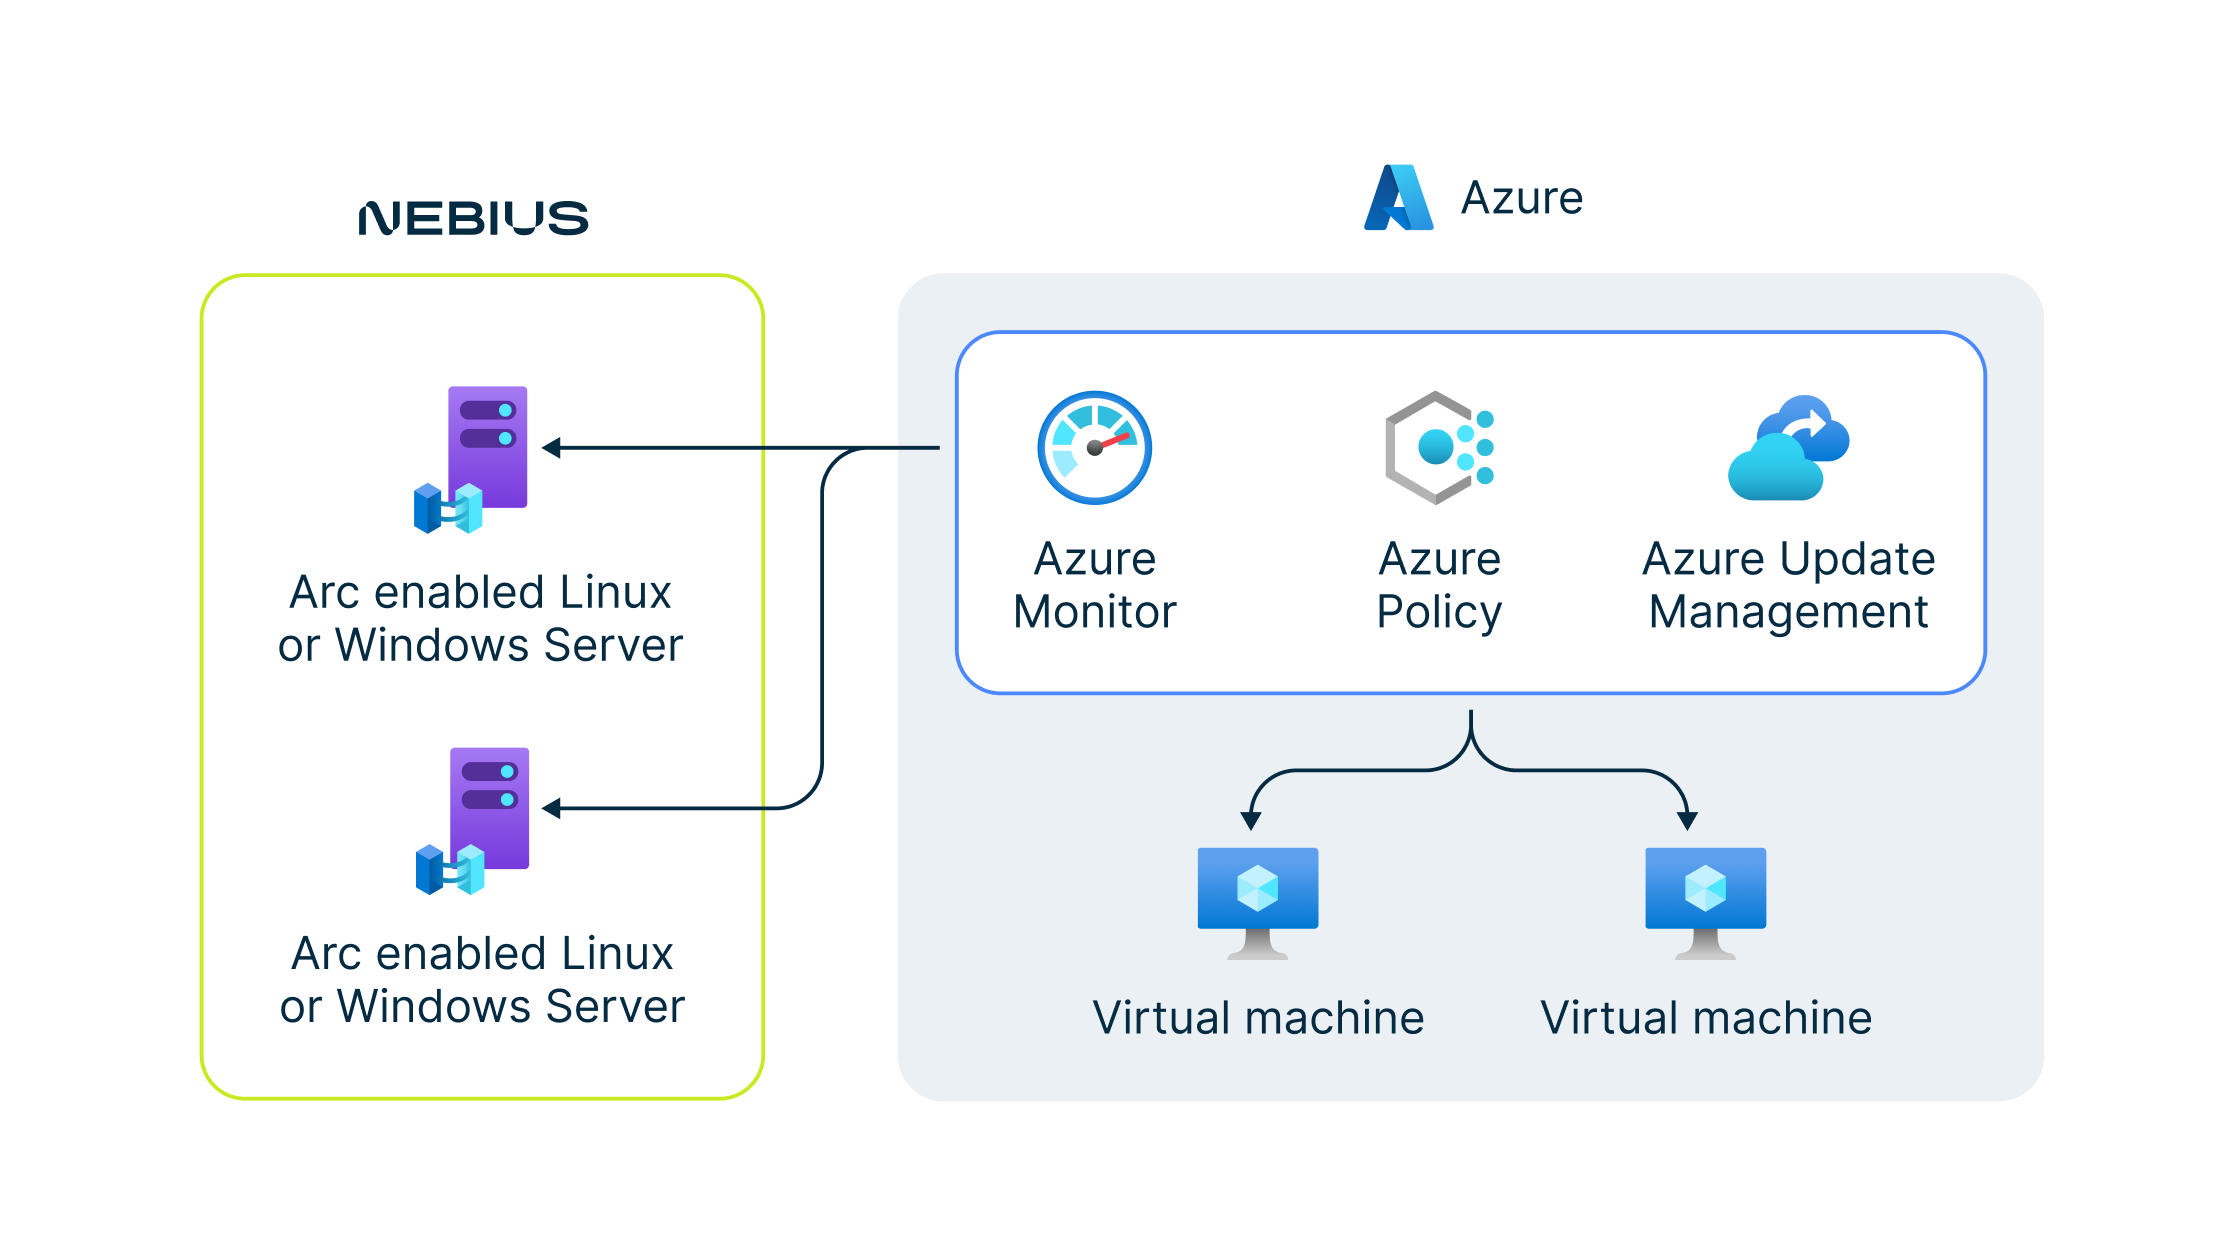 NEBIUS
Arc enabled Linux
or Windows Server
Arc enabled Linux
or Windows Server
Azure
Azure
Monitor
Azure
Policy
Azure Update
Management
Virtual machine
Virtual machine